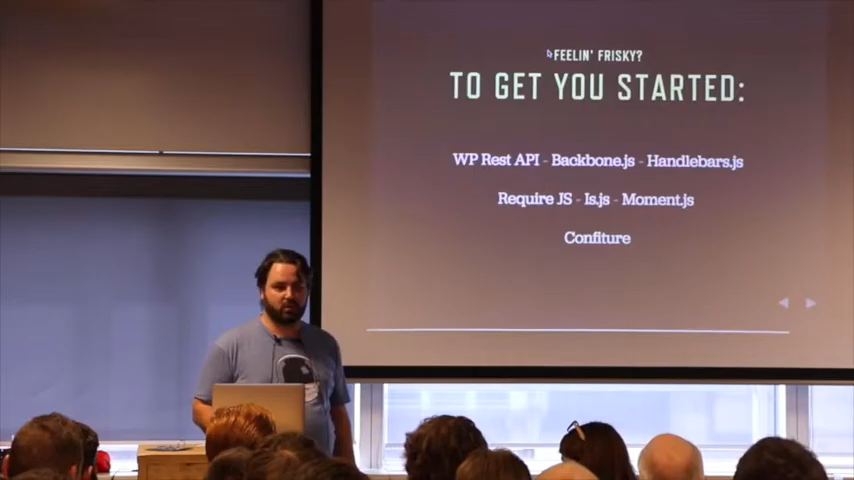 FEELIN' FRISKY?
TO GET YOU STARTED:
WP Rest API - Backbone.js - Handlebars.js
Require JS - Is.js - Moment.js
Confiture